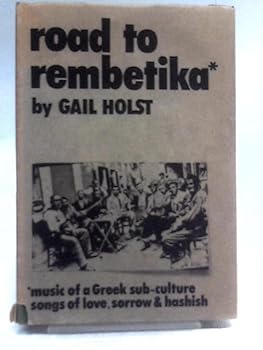 road to
rembetika*
by GAIL HOLST
*music of a Greek sub-culture
songs of love, sorrow & hashish